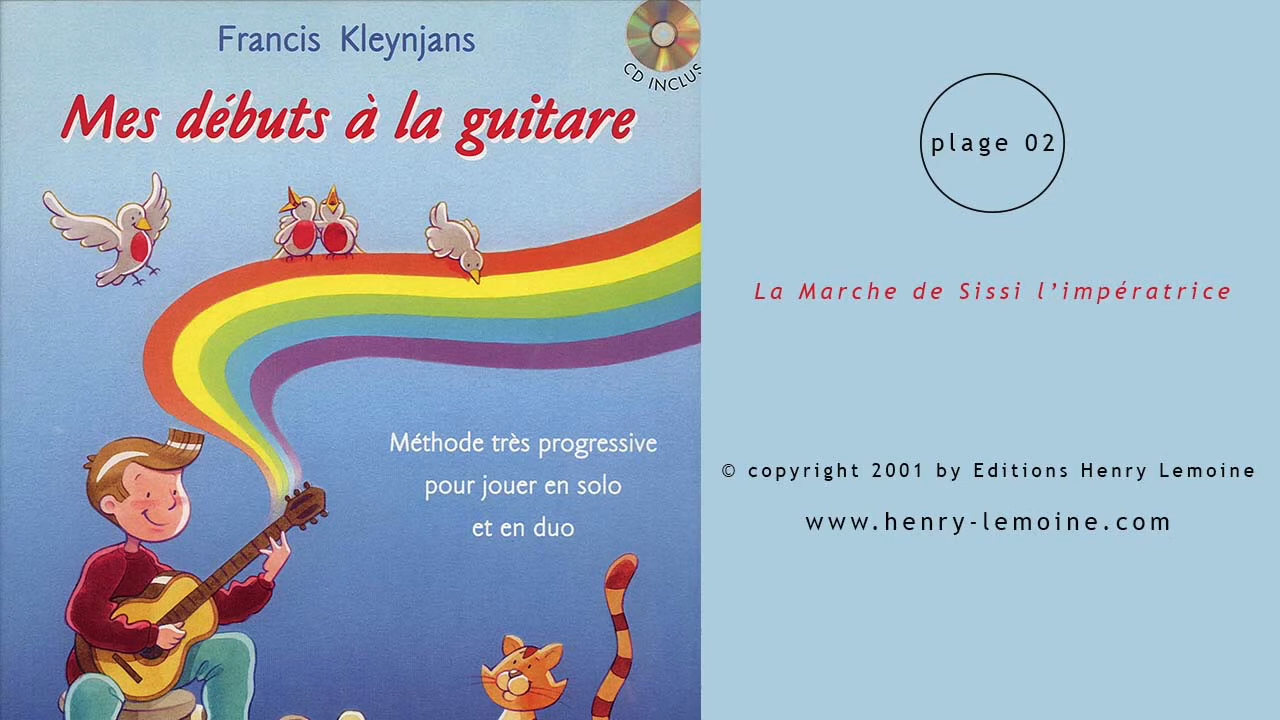 Francis Kleynjans
CD INCLUS
Mes débuts à la guitare
Méthode très progressive
pour jouer en solo
et en duo
plage 02
La Marche de Sissi l’impératrice
© copyright 2001 by Editions Henry Lemoine
www.henry-lemoine.com